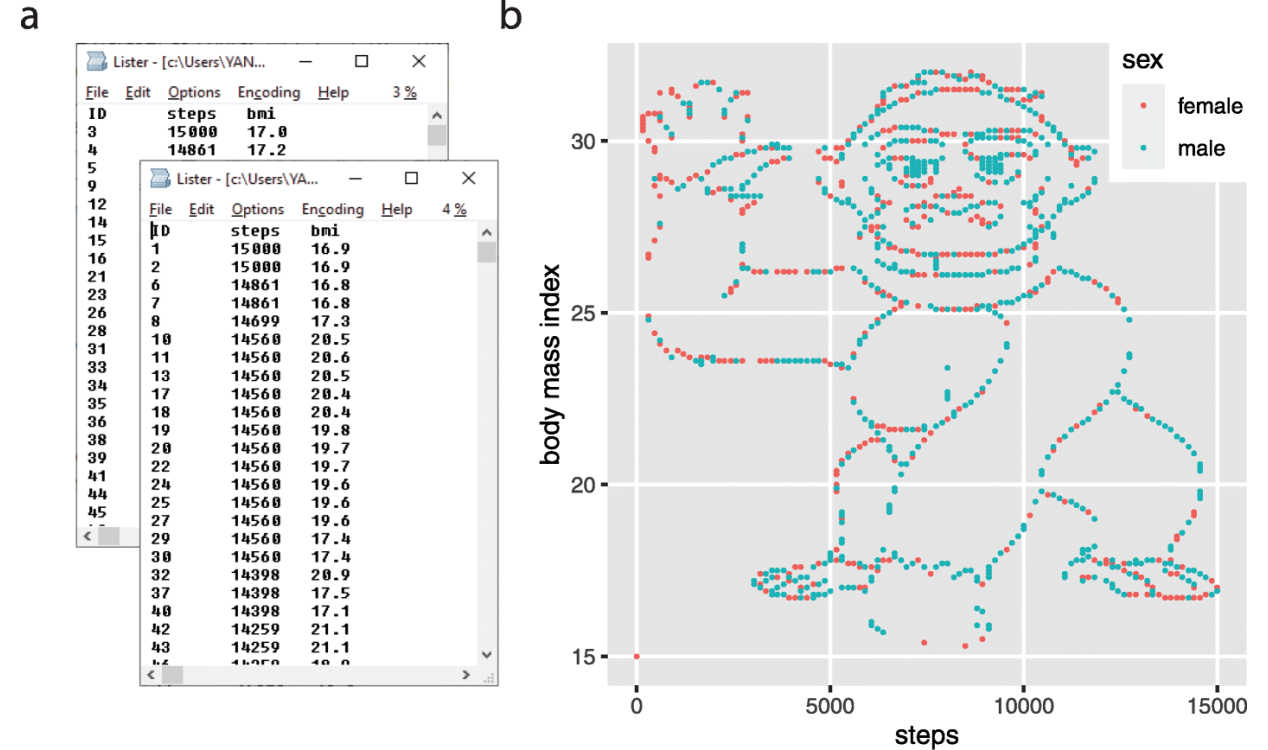 a
Lister - [c:\Users\YAN...
File Edit Options Encoding Help 3 %
ID steps bmi
3 15000 17.0
4 14861 17.2
5
9
12
14
15
16
21
23
26
28
31
33
34
35
36
38
39
41
44
45
Lister - [c:\Users\YA...
File Edit Options Encoding Help 4 %
ID steps bmi
1 15000 16.9
2 15000 16.9
6 14861 16.8
7 14861 16.8
8 14699 17.3
10 14560 20.5
11 14560 20.6
13 14560 20.5
17 14560 20.4
18 14560 20.4
19 14560 19.8
20 14560 19.7
22 14560 19.7
24 14560 19.6
25 14560 19.6
27 14560 19.6
29 14560 17.4
30 14560 17.4
32 14398 20.9
37 14398 17.5
40 14398 17.1
42 14259 21.1
43 14259 21.1
b
sex
female
male
body mass index
30
25
20
15
0 5000 10000 15000
steps